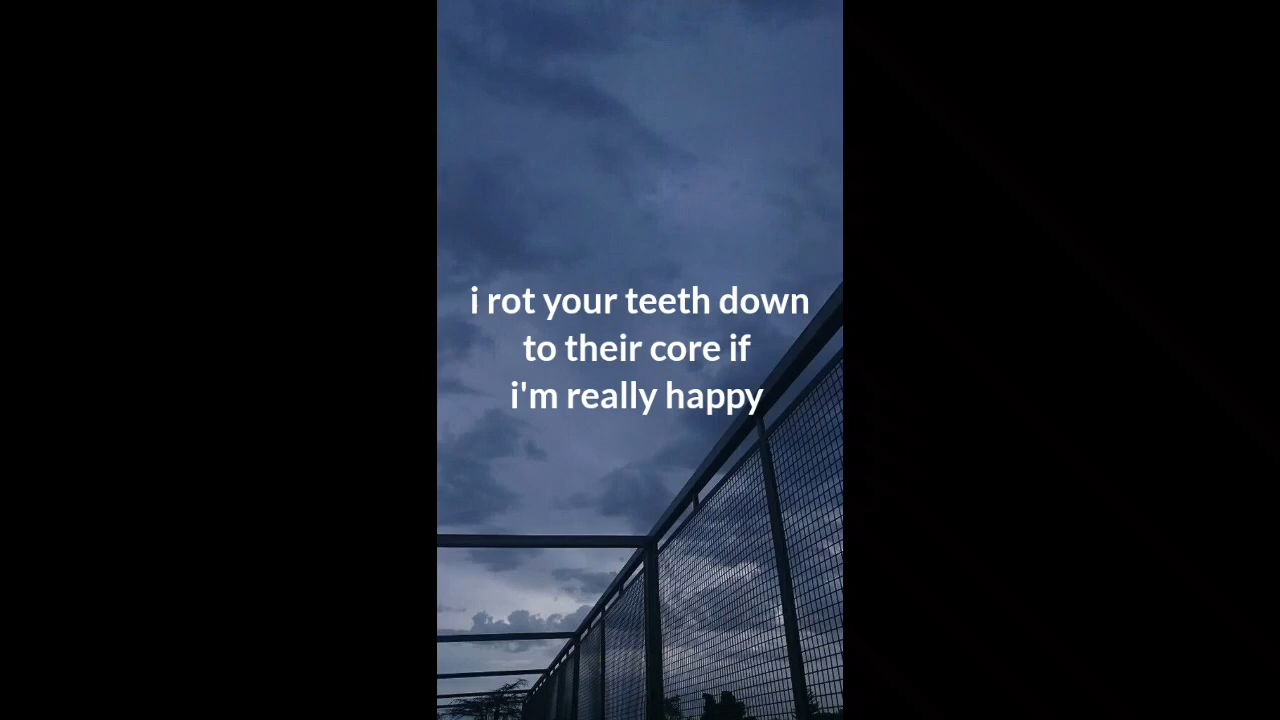 i rot your teeth down
to their core if
i'm really happy